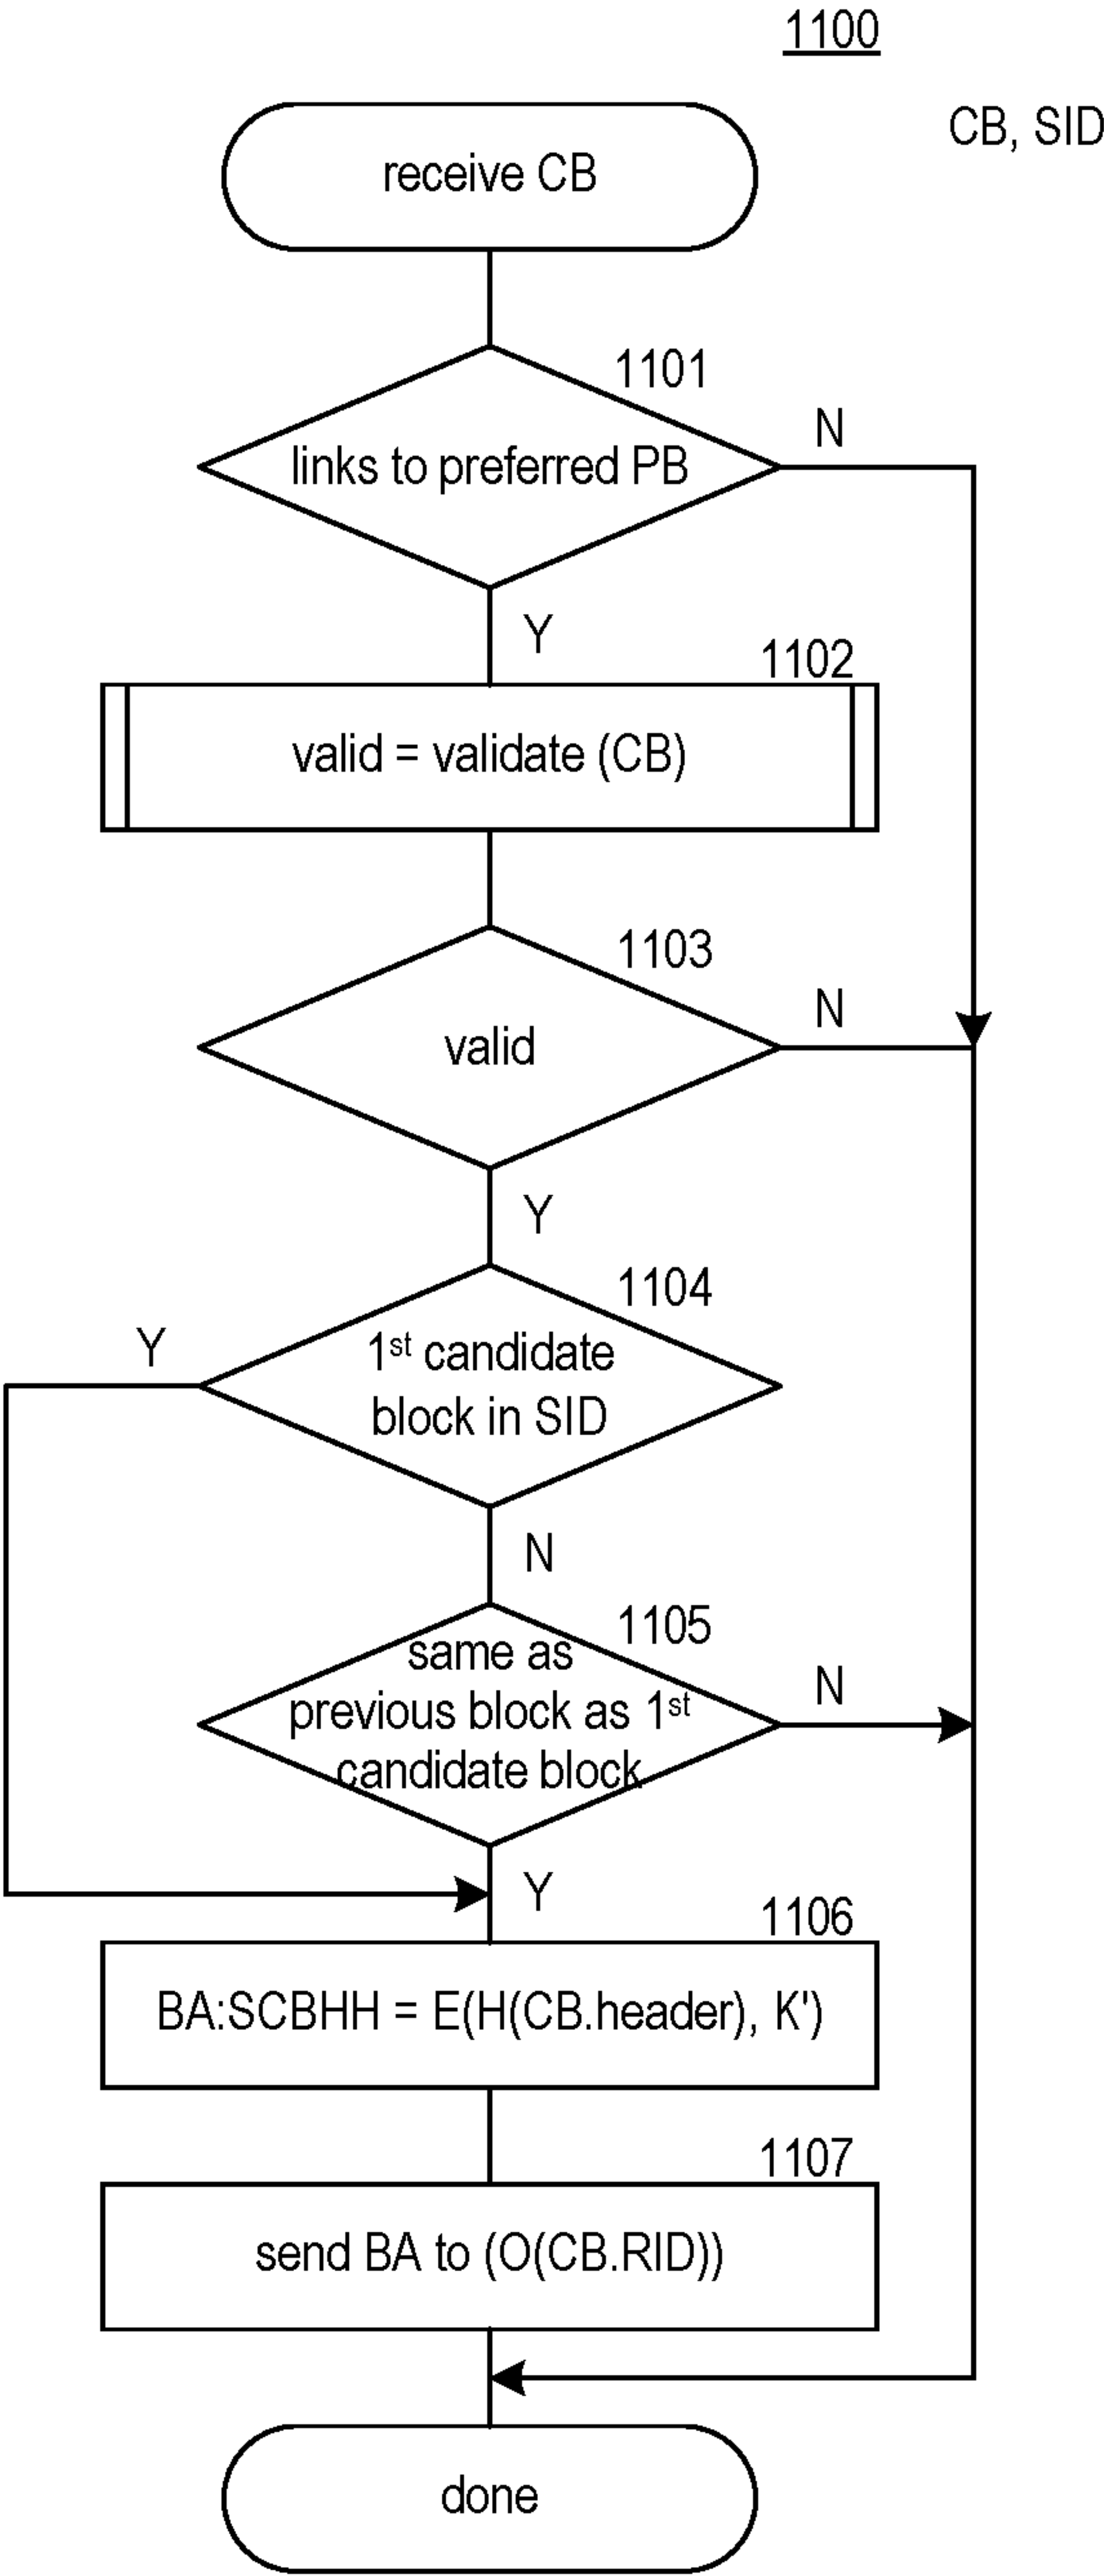 1100
CB, SID
receive CB
1101
links to preferred PB
N
Y
1102
valid = validate (CB)
1103
valid
N
Y
1104
Y
1st candidate
block in SID
N
1105
same as
previous block as 1st
candidate block
N
Y
1106
BA:SCBHH = E(H(CB.header), K')
1107
send BA to (O(CB.RID))
done